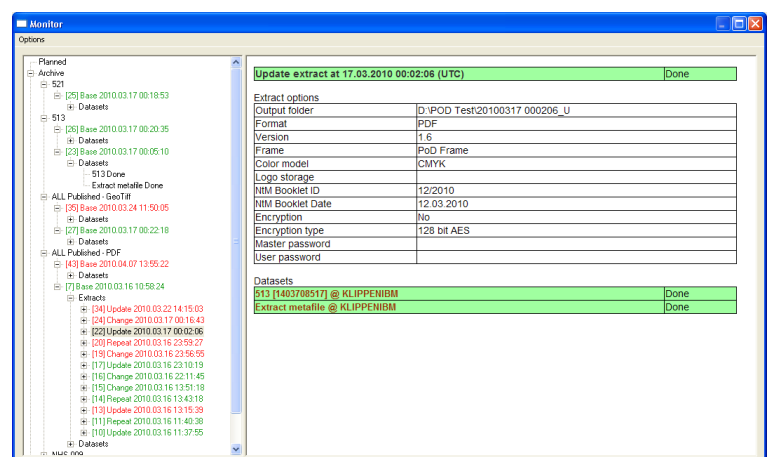 Monitor
Options
Planned
Archive
521
[25] Base 2010.03.17 00:18:53
Datasets
513
[26] Base 2010.03.17 00:20:35
Datasets
[23] Base 2010.03.17 00:05:10
Datasets
513 Done
Extract metafile Done
ALL Published - GeoTiff
[35] Base 2010.03.24 11:50:05
Datasets
[27] Base 2010.03.17 00:22:18
Datasets
ALL Published - PDF
[43] Base 2010.04.07 13:55:22
Datasets
[7] Base 2010.03.16 10:58:24
Extracts
[34] Update 2010.03.22 14:15:03
[24] Change 2010.03.17 00:16:43
[22] Update 2010.03.17 00:02:06
[20] Repeat 2010.03.16 23:59:27
[19] Change 2010.03.16 23:56:55
[17] Update 2010.03.16 23:10:19
[16] Change 2010.03.16 22:11:45
[15] Change 2010.03.16 13:51:18
[14] Repeat 2010.03.16 13:43:18
[13] Update 2010.03.16 13:15:39
[11] Repeat 2010.03.16 11:40:38
[10] Update 2010.03.16 11:37:55
Datasets
NHS 009
Update extract at 17.03.2010 00:02:06 (UTC) Done
Extract options
Output folder D:\POD Test\20100317 000206_U
Format PDF
Version 1.6
Frame PoD Frame
Color model CMYK
Logo storage
NtM Booklet ID 12/2010
NtM Booklet Date 12.03.2010
Encryption No
Encryption type 128 bit AES
Master password
User password
Datasets
513 [1403708517] @ KLIPPENIBM Done
Extract metafile @ KLIPPENIBM Done